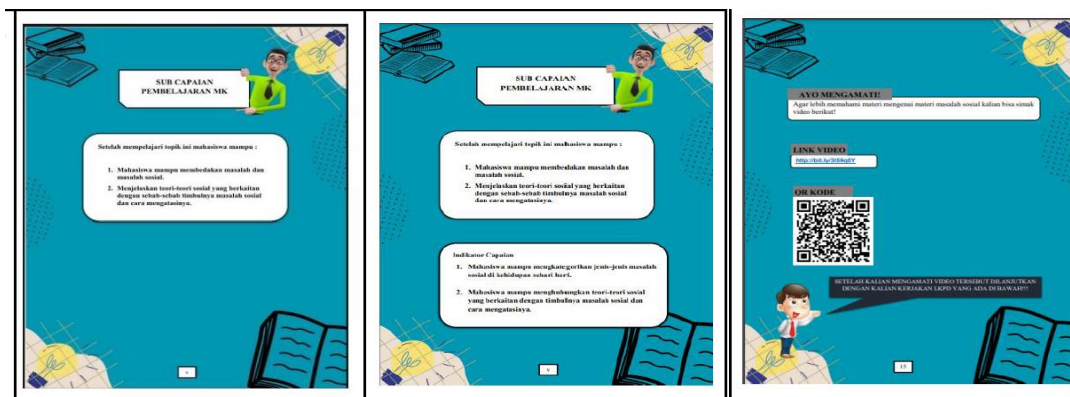 SUB CAPAIAN
PEMBELAJARAN MK
Setelah mempelajari topik ini mahasiswa mampu :
1. Mahasiswa mampu membedakan masalah dan
masalah sosial.
2. Menjelaskan teori-teori sosial yang berkaitan
dengan sebab-sebab timbulnya masalah sosial
dan cara mengatasinya.
SUB CAPAIAN
PEMBELAJARAN MK
Setelah mempelajari topik ini mahasiswa mampu :
1. Mahasiswa mampu membedakan masalah dan
masalah sosial.
2. Menjelaskan teori-teori sosial yang berkaitan
dengan sebab-sebab timbulnya masalah sosial
dan cara mengatasinya.
Indikator Capaian
1. Mahasiswa mampu mengkategorikan jenis-jenis masalah
sosial di kehidupan sehari hari.
2. Mahasiswa mampu menghubungkan teori-teori sosial
yang berkaitan dengan timbulnya masalah sosial dan
cara mengatasinya.
AYO MENGAMATI!
Agar lebih memahami materi mengenai materi masalah sosial kalian bisa simak
video berikut!
LINK VIDEO
QR KODE
SETELAH KALIAN MENGAMATI VIDEO TERSEBUT DILANJUTKAN
DENGAN KALIAN KERJAKAN LKPD YANG ADA DI BAWAH!!!
15